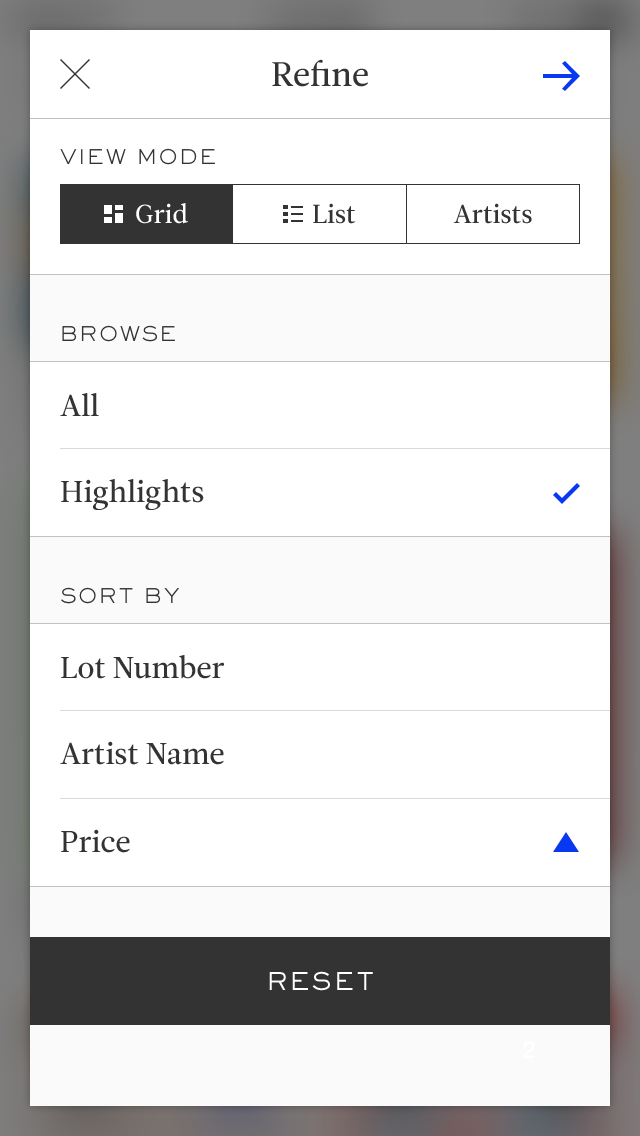 Refine
VIEW MODE
Grid List Artists
BROWSE
All
Highlights
SORT BY
Lot Number
Artist Name
Price
RESET
2